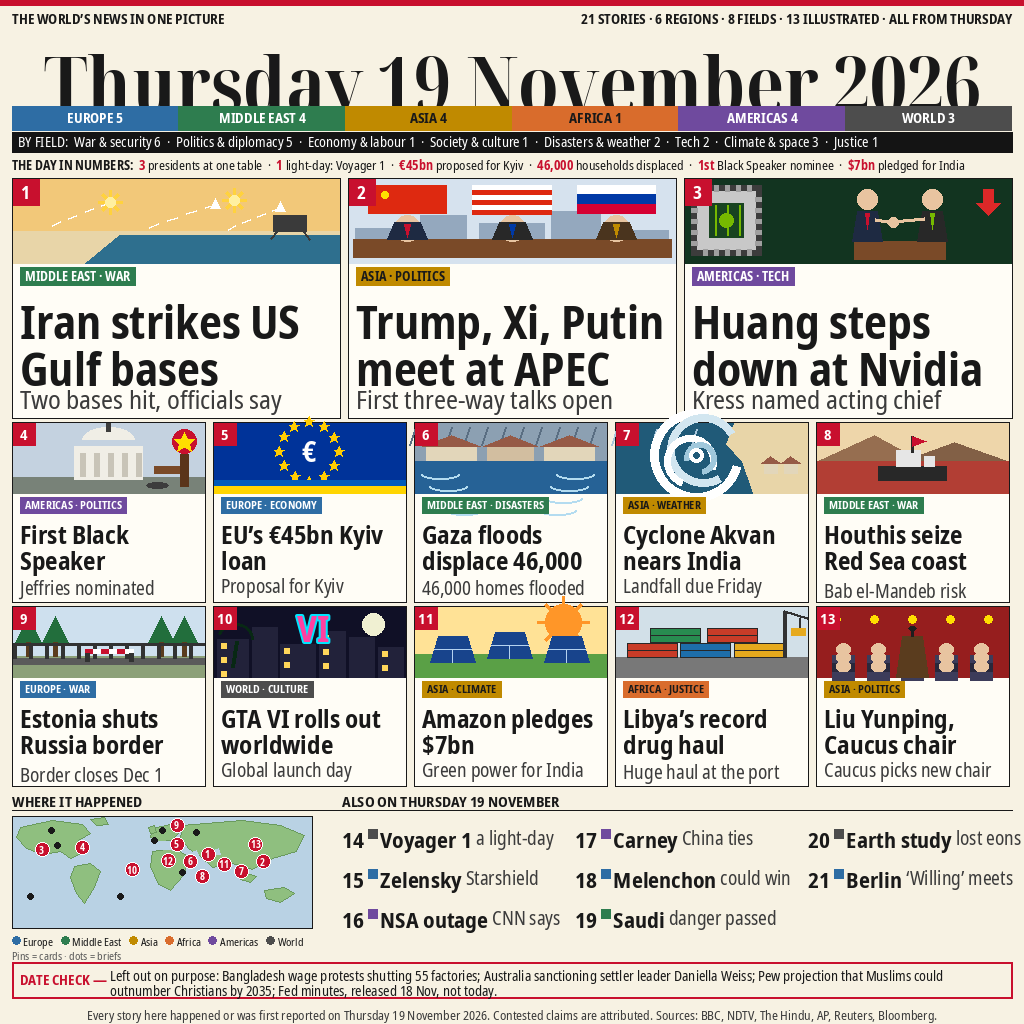 THE WORLD'S NEWS IN ONE PICTURE
21 STORIES · 6 REGIONS · 8 FIELDS · 13 ILLUSTRATED · ALL FROM THURSDAY
Thursday 19 November 2026
EUROPE 5
MIDDLE EAST 4
ASIA 4
AFRICA 1
AMERICAS 4
WORLD 3
BY FIELD: War & security 6 · Politics & diplomacy 5 · Economy & labour 1 · Society & culture 1 · Disasters & weather 2 · Tech 2 · Climate & space 3 · Justice 1
THE DAY IN NUMBERS: 3 presidents at one table · 1 light-day: Voyager 1 · €45bn proposed for Kyiv · 46,000 households displaced · 1st Black Speaker nominee · $7bn pledged for India
1
MIDDLE EAST · WAR
Iran strikes US
Gulf bases
Two bases hit, officials say
2
ASIA · POLITICS
Trump, Xi, Putin
meet at APEC
First three-way talks open
3
AMERICAS · TECH
Huang steps
down at Nvidia
Kress named acting chief
4
AMERICAS · POLITICS
First Black
Speaker
Jeffries nominated
5
€
EUROPE · ECONOMY
EU's €45bn Kyiv
loan
Proposal for Kyiv
6
MIDDLE EAST · DISASTERS
Gaza floods
displace 46,000
46,000 homes flooded
7
ASIA · WEATHER
Cyclone Akvan
nears India
Landfall due Friday
8
MIDDLE EAST · WAR
Houthis seize
Red Sea coast
Bab el-Mandeb risk
9
EUROPE · WAR
Estonia shuts
Russia border
Border closes Dec 1
10
VI
WORLD · CULTURE
GTA VI rolls out
worldwide
Global launch day
11
ASIA · CLIMATE
Amazon pledges
$7bn
Green power for India
12
AFRICA · JUSTICE
Libya's record
drug haul
Huge haul at the port
13
ASIA · POLITICS
Liu Yunping,
Caucus chair
Caucus picks new chair
WHERE IT HAPPENED
3
4
9
5
12
6
1
8
11
7
2
13
10
Europe
Middle East
Asia
Africa
Americas
World
Pins = cards · dots = briefs
ALSO ON THURSDAY 19 NOVEMBER
14 Voyager 1 a light-day
15 Zelensky Starshield
16 NSA outage CNN says
17 Carney China ties
18 Melenchon could win
19 Saudi danger passed
20 Earth study lost eons
21 Berlin ‘Willing’ meets
DATE CHECK — Left out on purpose: Bangladesh wage protests shutting 55 factories; Australia sanctioning settler leader Daniella Weiss; Pew projection that Muslims could
outnumber Christians by 2035; Fed minutes, released 18 Nov, not today.
Every story here happened or was first reported on Thursday 19 November 2026. Contested claims are attributed. Sources: BBC, NDTV, The Hindu, AP, Reuters, Bloomberg.